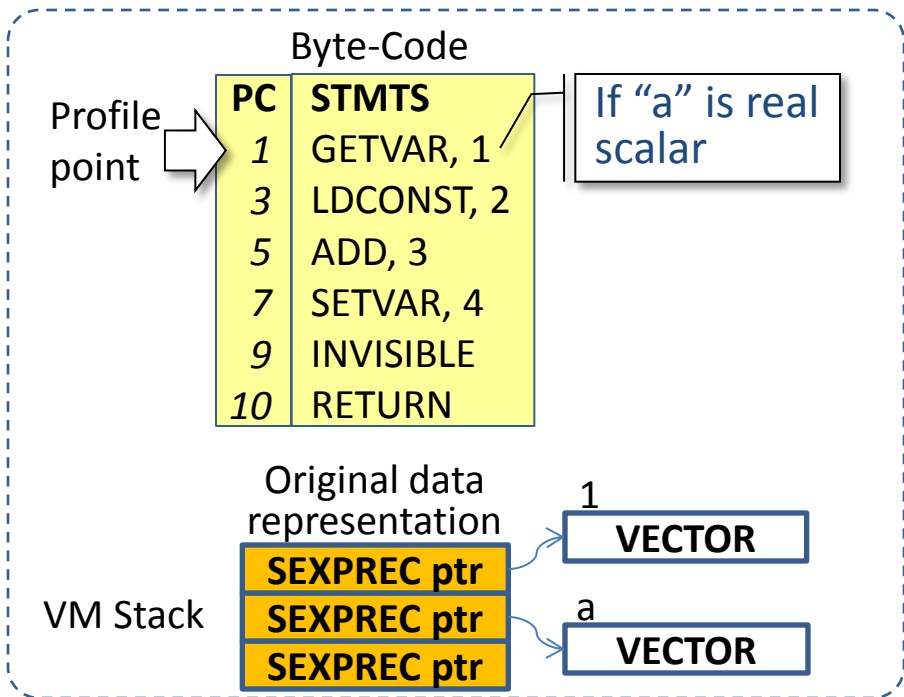 Byte-Code
Profile
point
PC STMTS
1 GETVAR, 1
3 LDCONST, 2
5 ADD, 3
7 SETVAR, 4
9 INVISIBLE
10 RETURN
If “a” is real
scalar
Original data
representation
VM Stack
SEXPREC ptr
SEXPREC ptr
SEXPREC ptr
1
VECTOR
a
VECTOR